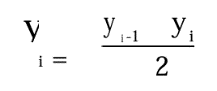 y i = y i-1 y i
2